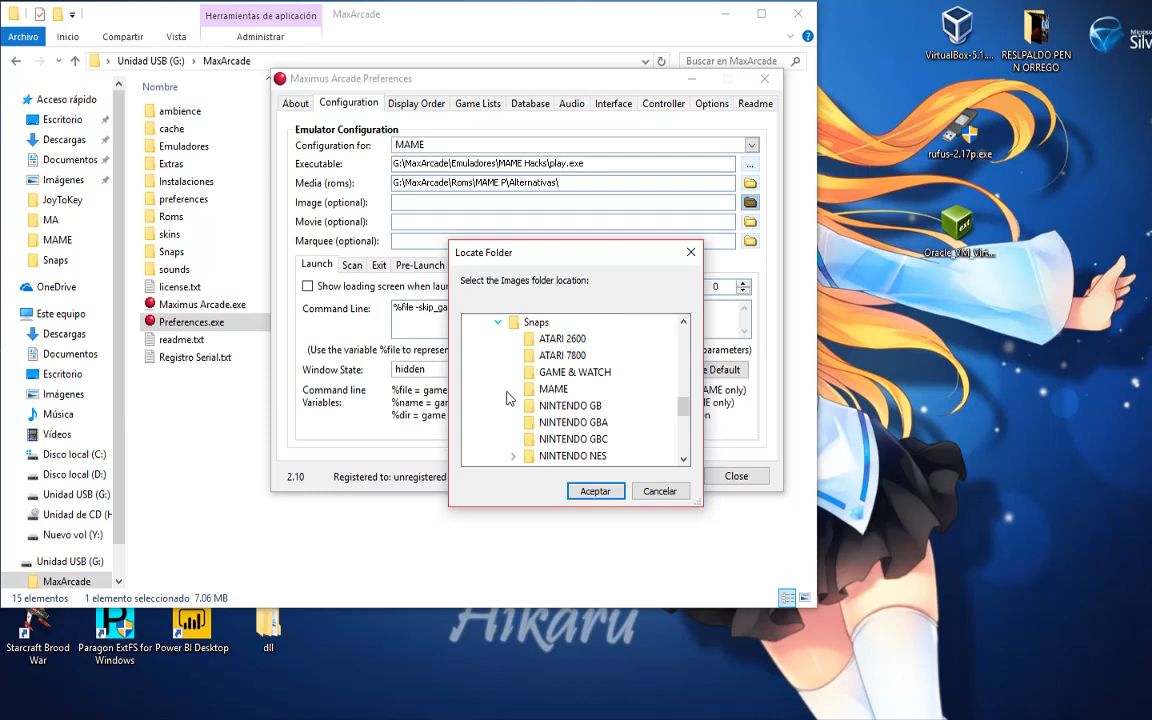 Herramientas de aplicación
MaxArcade
Archivo
Inicio
Compartir
Vista
Administrar
Unidad USB (G:)
MaxArcade
Buscar en MaxArcade
Acceso rápido
Escritorio
Descargas
Documentos
Imágenes
JoyToKey
MA
MAME
Snaps
OneDrive
Este equipo
Descargas
Documentos
Escritorio
Imágenes
Música
Vídeos
Disco local (C:)
Disco local (D:)
Unidad USB (G:)
Unidad de CD (H
Nuevo vol (Y:)
Unidad USB (G:)
MaxArcade
Nombre
ambience
cache
Emuladores
Extras
Instalaciones
preferences
Roms
skins
Snaps
sounds
license.txt
Maximus Arcade.exe
Preferences.exe
readme.txt
Registro Serial.txt
15 elementos
1 elemento seleccionado 7.06 MB
Maximus Arcade Preferences
About
Configuration
Display Order
Game Lists
Database
Audio
Interface
Controller
Options
Readme
Emulator Configuration
Configuration for:
MAME
Executable:
G:\MaxArcade\Emuladores\MAME Hacks\play.exe
...
Media (roms):
G:\MaxArcade\Roms\MAME P\Alternativas\
Image (optional):
Movie (optional):
Marquee (optional):
Launch
Scan
Exit
Pre-Launch
Show loading screen when lau
0
Command Line:
%file -skip_ga
(Use the variable %file to represer
parameters)
Window State:
hidden
e Default
Command line
Variables:
%file = game
%name = gam
%dir = game
ME only)
ME only)
on
2.10
Registered to: unregistered
Close
Locate Folder
Select the Images folder location:
Snaps
ATARI 2600
ATARI 7800
GAME & WATCH
MAME
NINTENDO GB
NINTENDO GBA
NINTENDO GBC
NINTENDO NES
Aceptar
Cancelar
VirtualBox-5.1....
RESLPALDO PEN
N ORREGO
Silv
rufus-2.17p.exe
ext
Oracle_VM_Virt...
Hikaru
Starcraft Brood
War
Paragon ExtFS for
Windows
Power BI Desktop
dll